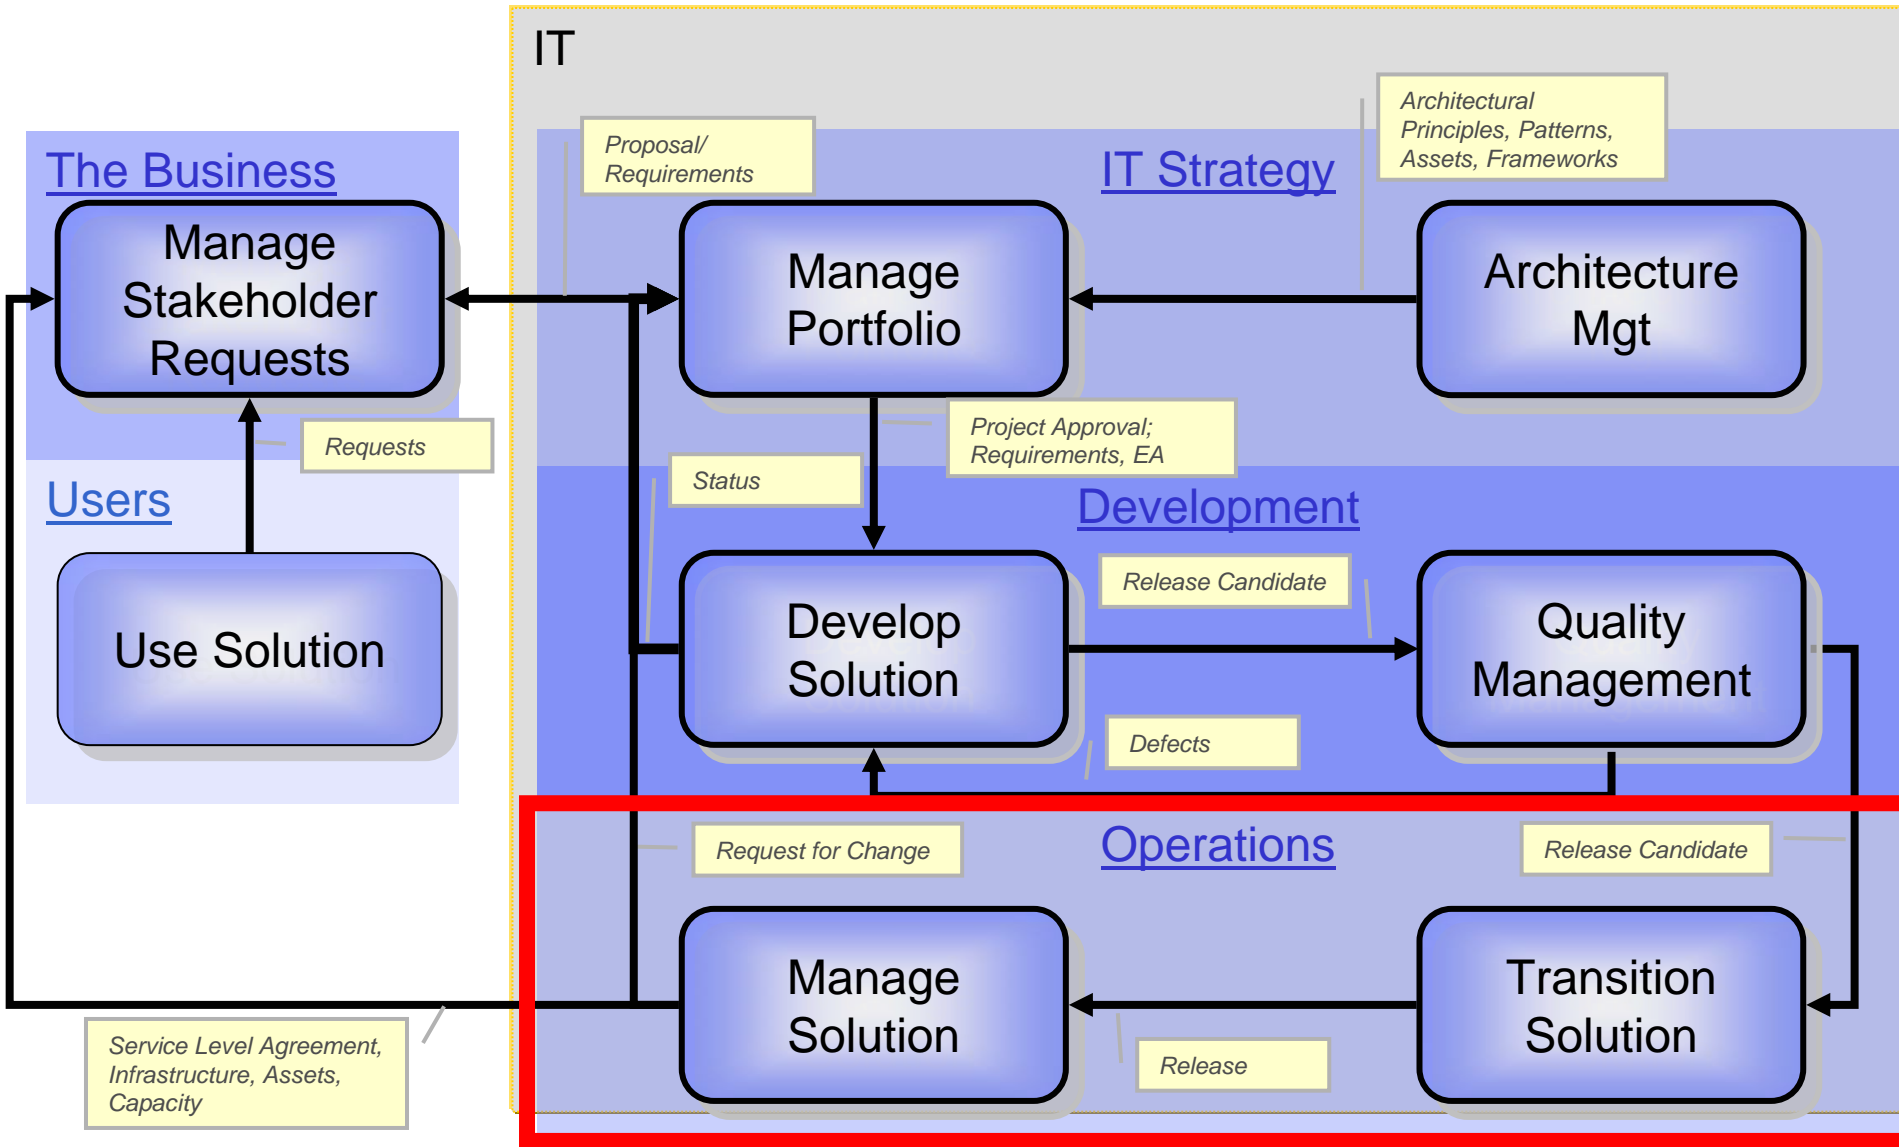 IT
Architectural
Principles, Patterns,
Assets, Frameworks
Proposal/
Requirements
The Business
IT Strategy
Manage
Stakeholder
Requests
Manage
Portfolio
Architecture
Mgt
Requests
Project Approval;
Requirements, EA
Status
Users
Development
Release Candidate
Use Solution
Develop
Solution
Quality
Management
Defects
Operations
Request for Change
Release Candidate
Manage
Solution
Transition
Solution
Service Level Agreement,
Infrastructure, Assets,
Capacity
Release